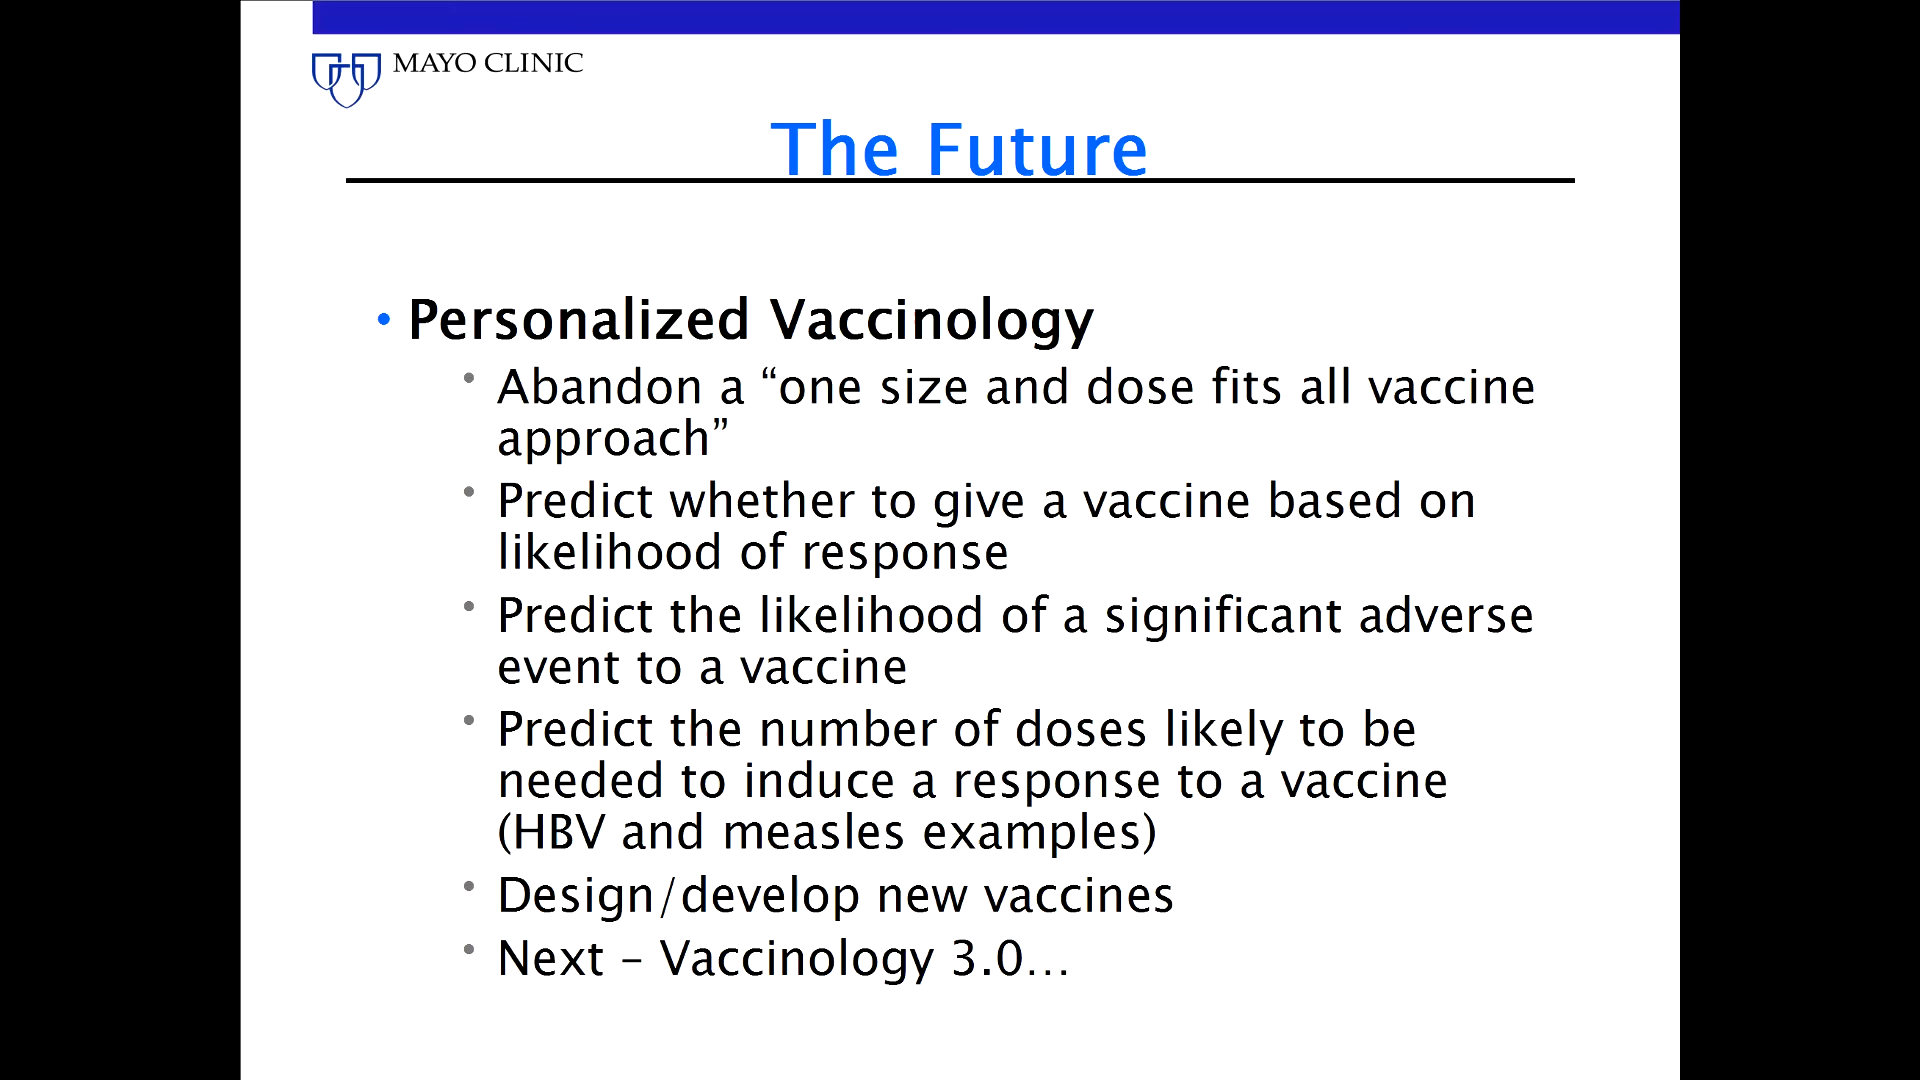 MAYO CLINIC
The Future
• Personalized Vaccinology
• Abandon a “one size and dose fits all vaccine
approach”
• Predict whether to give a vaccine based on
likelihood of response
• Predict the likelihood of a significant adverse
event to a vaccine
• Predict the number of doses likely to be
needed to induce a response to a vaccine
(HBV and measles examples)
• Design/develop new vaccines
• Next – Vaccinology 3.0…